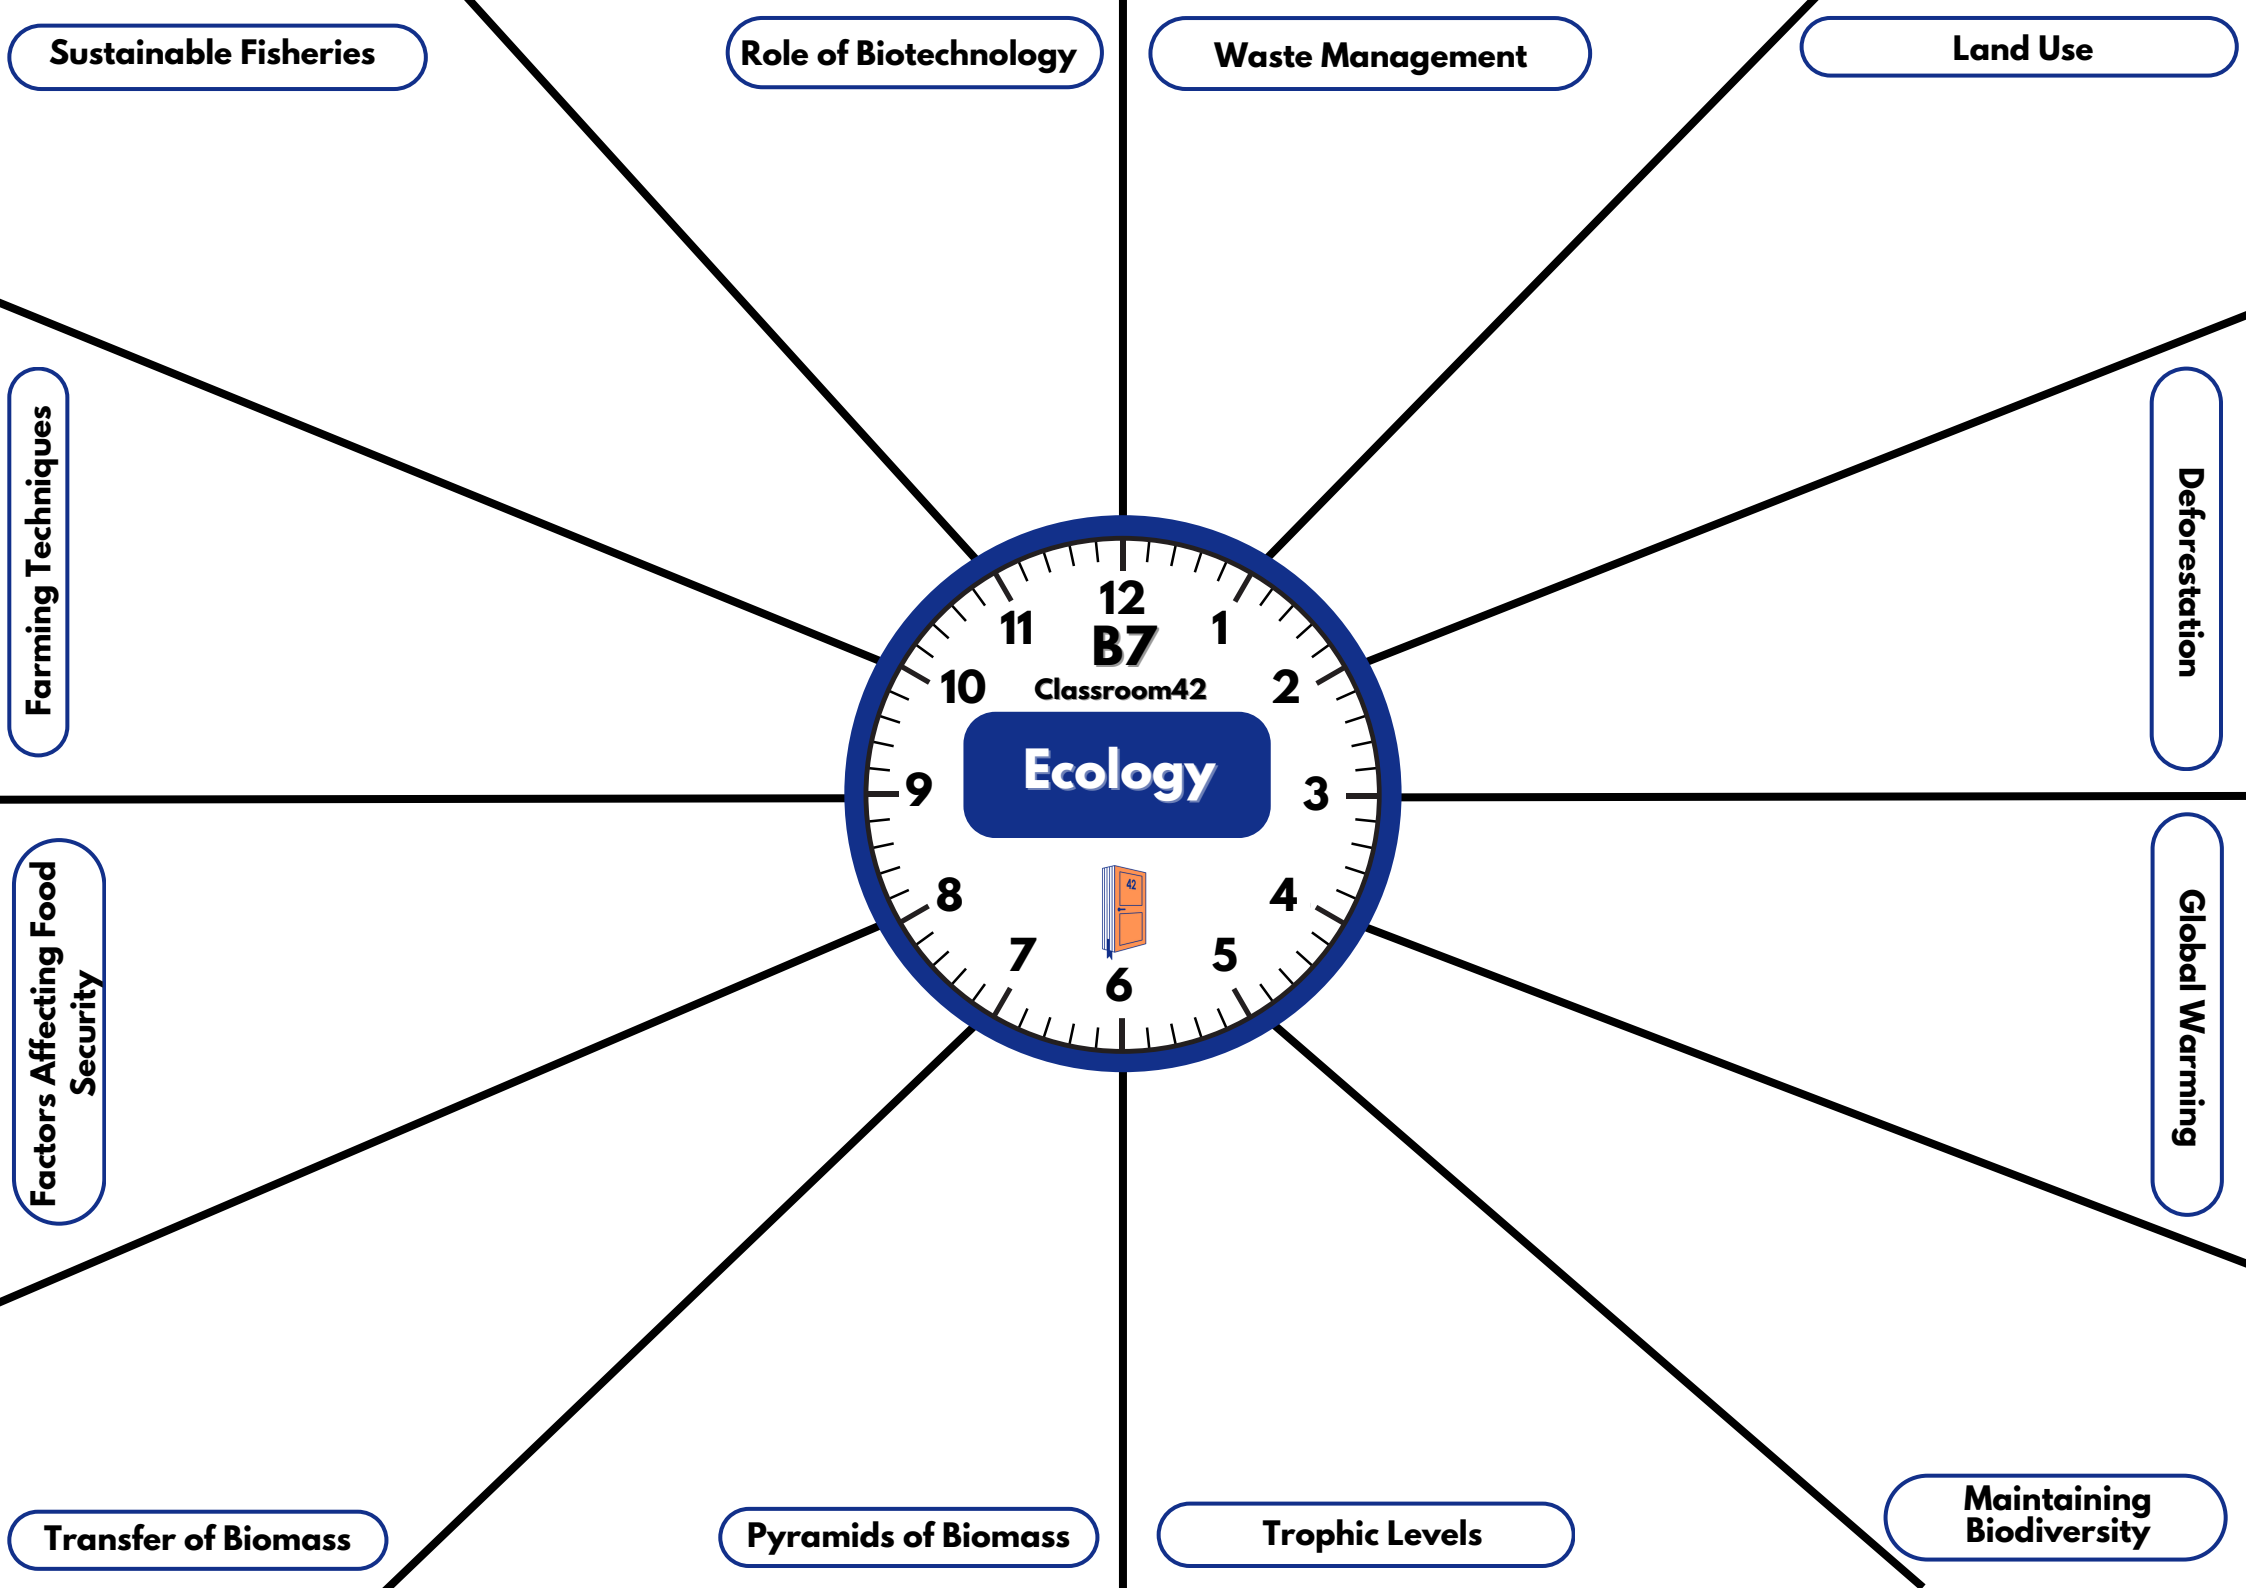 Sustainable Fisheries
Role of Biotechnology
Waste Management
Land Use
Farming Techniques
Deforestation
12
11
1
B7
10
Classroom42
2
Ecology
9
3
42
8
4
7
5
6
Factors Affecting Food
Security
Global Warming
Transfer of Biomass
Pyramids of Biomass
Trophic Levels
Maintaining
Biodiversity